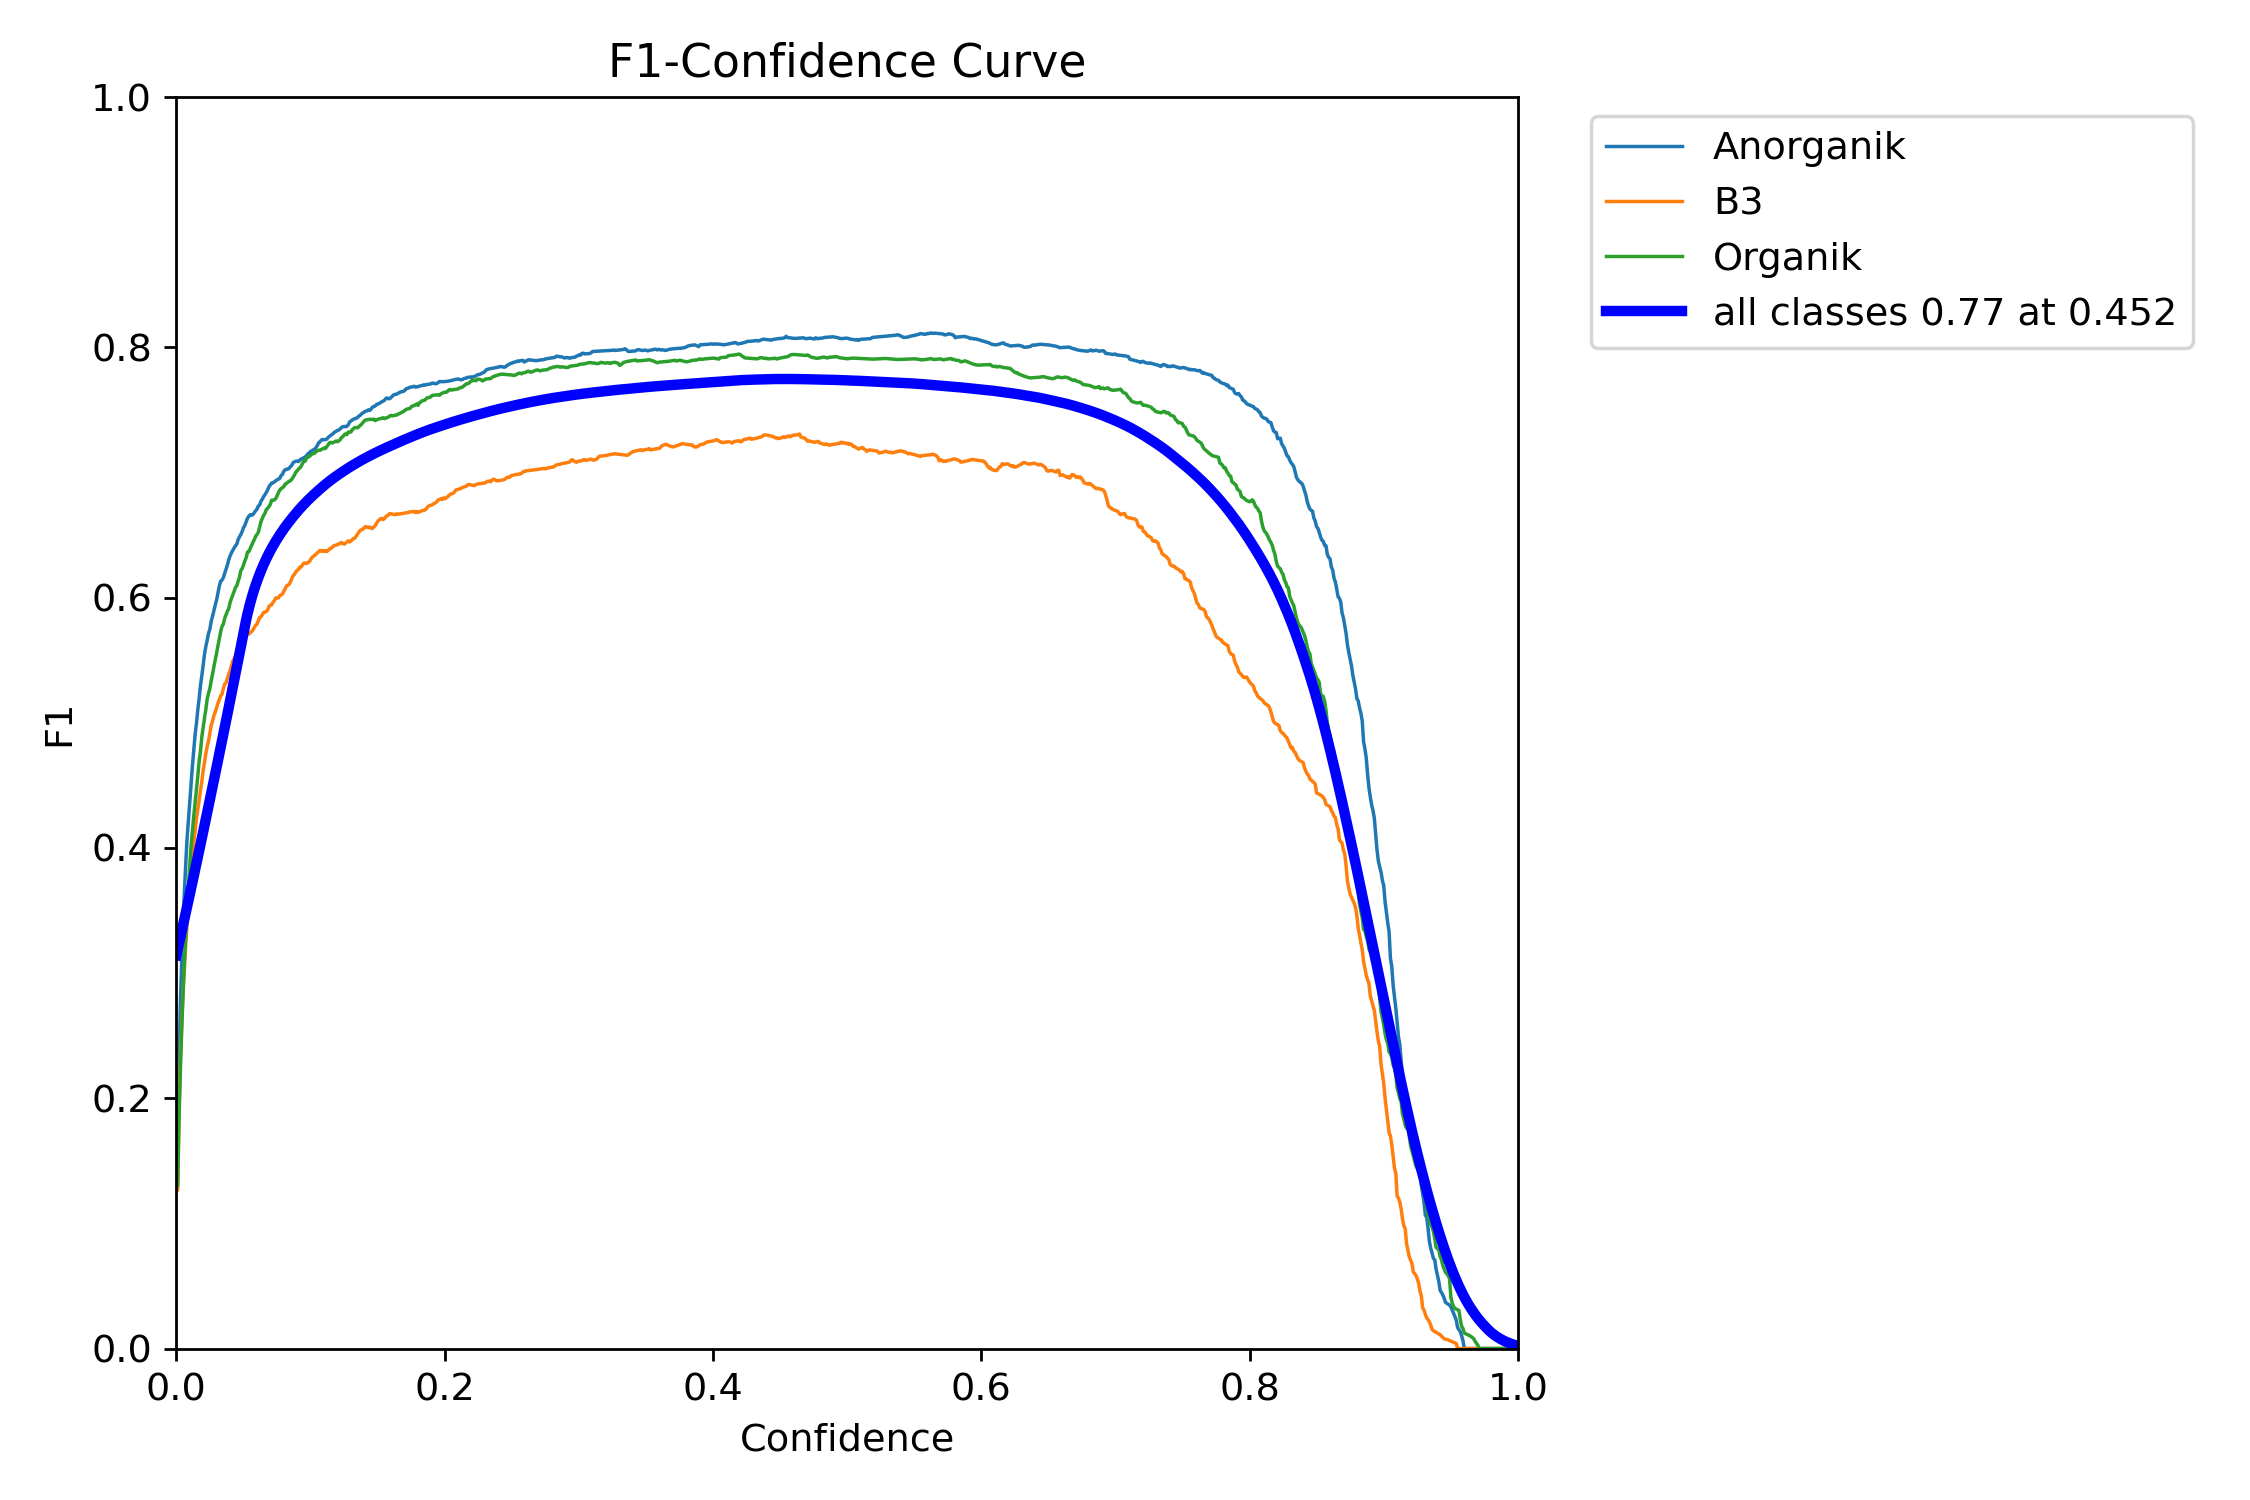 F1-Confidence Curve
1.0
0.8
0.6
0.4
0.2
0.0
F1
0.0 0.2 0.4 0.6 0.8 1.0
Confidence
Anorganik
B3
Organik
all classes 0.77 at 0.452